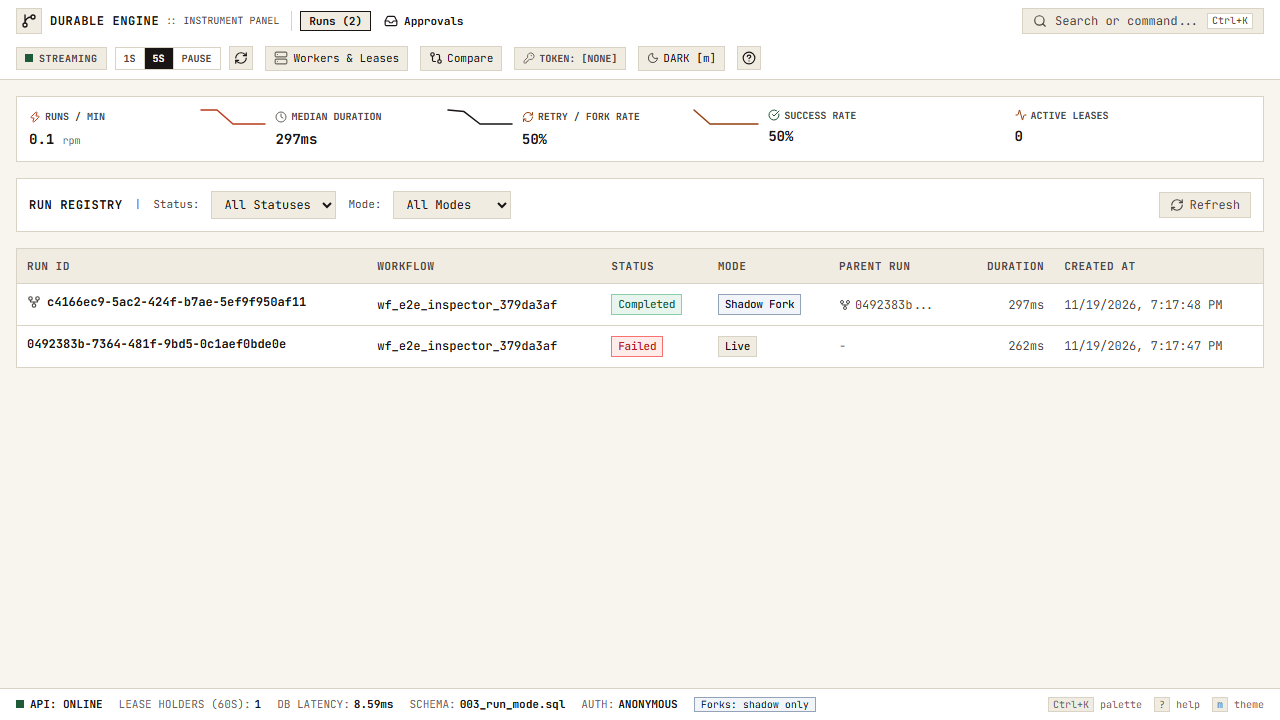 DURABLE ENGINE :: INSTRUMENT PANEL Runs (2) Approvals Search or command... Ctrl+K
STREAMING 1S 5S PAUSE Workers & Leases Compare TOKEN: [NONE] DARK [m]
RUNS / MIN MEDIAN DURATION RETRY / FORK RATE SUCCESS RATE ACTIVE LEASES
0.1 rpm 297ms 50% 50% 0
RUN REGISTRY | Status: All Statuses Mode: All Modes Refresh
RUN ID WORKFLOW STATUS MODE PARENT RUN DURATION CREATED AT
c4166ec9-5ac2-424f-b7ae-5ef9f950af11 wf_e2e_inspector_379da3af Completed Shadow Fork 0492383b... 297ms 11/19/2026, 7:17:48 PM
0492383b-7364-481f-9bd5-0c1aef0bde0e wf_e2e_inspector_379da3af Failed Live - 262ms 11/19/2026, 7:17:47 PM
API: ONLINE LEASE HOLDERS (60S): 1 DB LATENCY: 8.59ms SCHEMA: 003_run_mode.sql AUTH: ANONYMOUS Forks: shadow only Ctrl+K palette ? help m theme